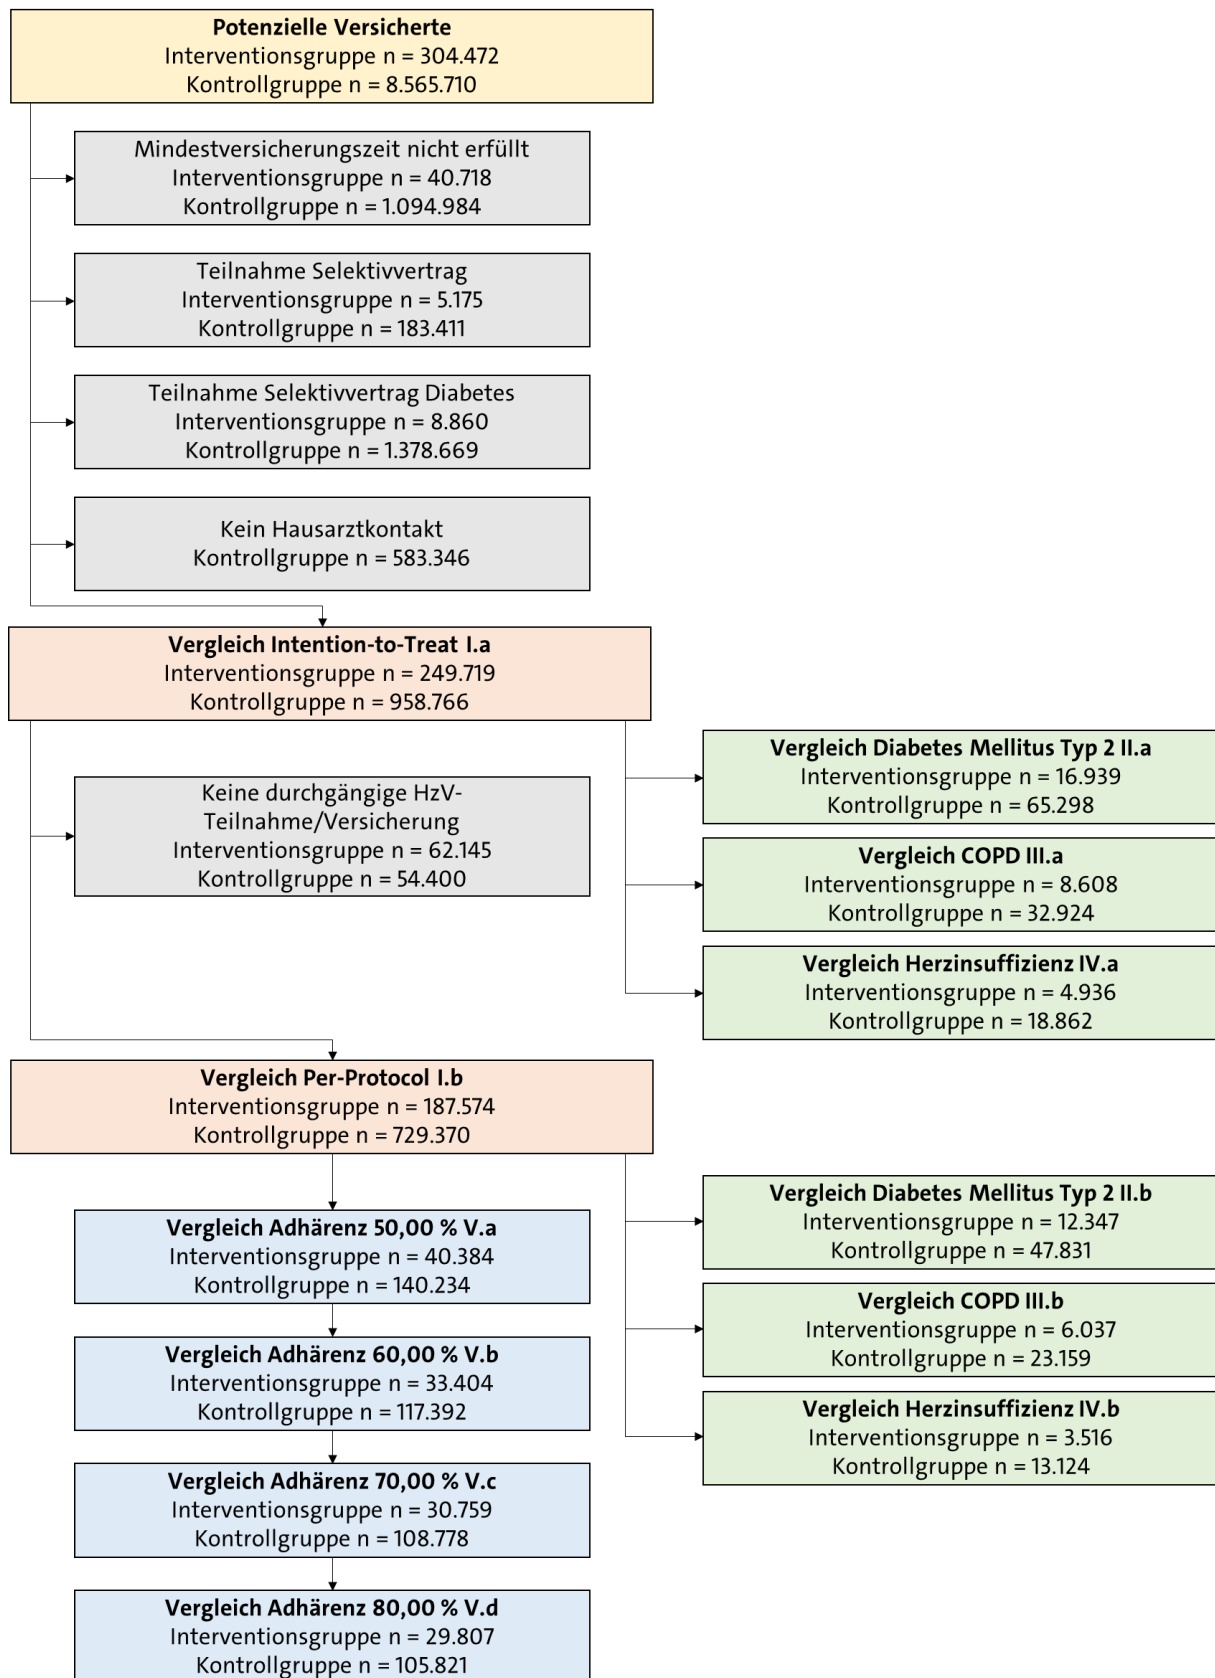 Potenzielle Versicherte
Interventionsgruppe n = 304.472
Kontrollgruppe n = 8.565.710
Mindestversicherungszeit nicht erfüllt
Interventionsgruppe n = 40.718
Kontrollgruppe n = 1.094.984
Teilnahme Selektivvertrag
Interventionsgruppe n = 5.175
Kontrollgruppe n = 183.411
Teilnahme Selektivvertrag Diabetes
Interventionsgruppe n = 8.860
Kontrollgruppe n = 1.378.669
Kein Hausarztkontakt
Kontrollgruppe n = 583.346
Vergleich Intention-to-Treat I.a
Interventionsgruppe n = 249.719
Kontrollgruppe n = 958.766
Vergleich Diabetes Mellitus Typ 2 II.a
Interventionsgruppe n = 16.939
Kontrollgruppe n = 65.298
Keine durchgängige HzV-
Teilnahme/Versicherung
Interventionsgruppe n = 62.145
Kontrollgruppe n = 54.400
Vergleich COPD III.a
Interventionsgruppe n = 8.608
Kontrollgruppe n = 32.924
Vergleich Herzinsuffizienz IV.a
Interventionsgruppe n = 4.936
Kontrollgruppe n = 18.862
Vergleich Per-Protocol I.b
Interventionsgruppe n = 187.574
Kontrollgruppe n = 729.370
Vergleich Diabetes Mellitus Typ 2 II.b
Interventionsgruppe n = 12.347
Kontrollgruppe n = 47.831
Vergleich COPD III.b
Interventionsgruppe n = 6.037
Kontrollgruppe n = 23.159
Vergleich Herzinsuffizienz IV.b
Interventionsgruppe n = 3.516
Kontrollgruppe n = 13.124
Vergleich Adhärenz 50,00 % V.a
Interventionsgruppe n = 40.384
Kontrollgruppe n = 140.234
Vergleich Adhärenz 60,00 % V.b
Interventionsgruppe n = 33.404
Kontrollgruppe n = 117.392
Vergleich Adhärenz 70,00 % V.c
Interventionsgruppe n = 30.759
Kontrollgruppe n = 108.778
Vergleich Adhärenz 80,00 % V.d
Interventionsgruppe n = 29.807
Kontrollgruppe n = 105.821